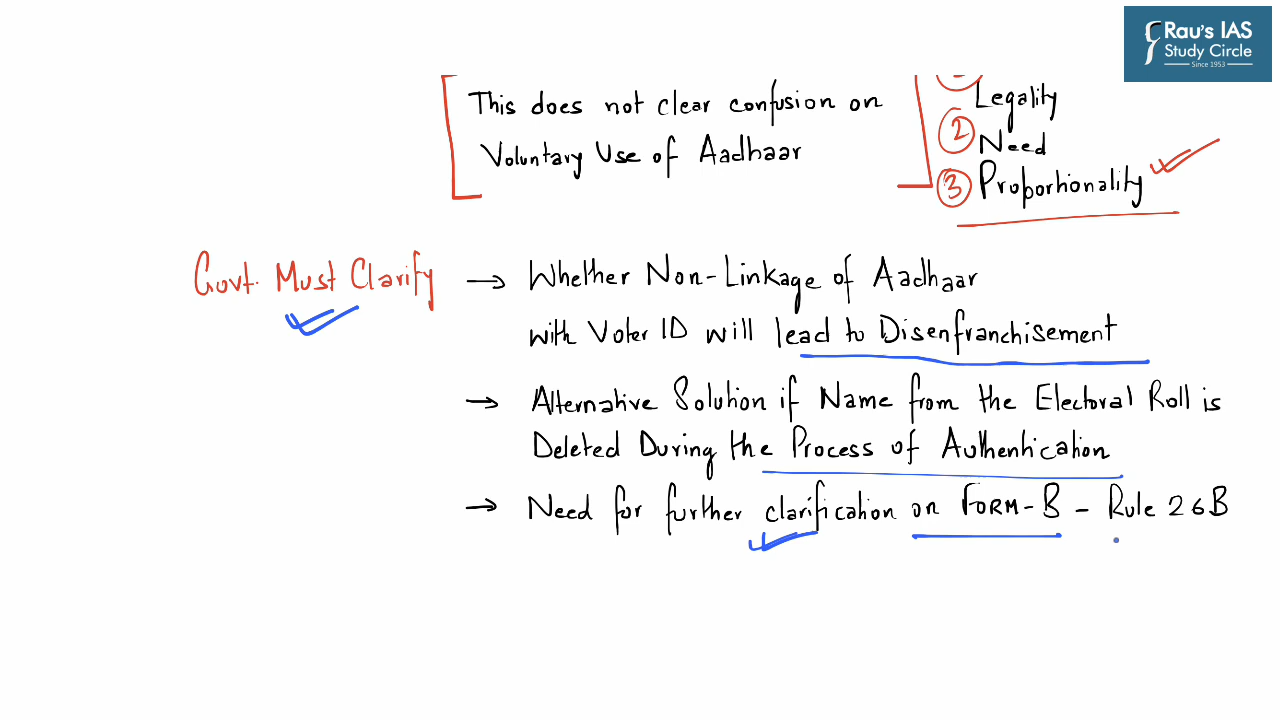 Rau's IAS
Study Circle
Since 1953
This does not clear confusion on
Voluntary Use of Aadhaar
Legality
2 Need
3 Proportionality
Govt. Must Clarify → Whether Non-Linkage of Aadhaar
with Voter ID will lead to Disenfranchisement
→ Alternative Solution if Name from the Electoral Roll is
Deleted During the Process of Authentication
→ Need for further clarification on FORM-B - Rule 26B